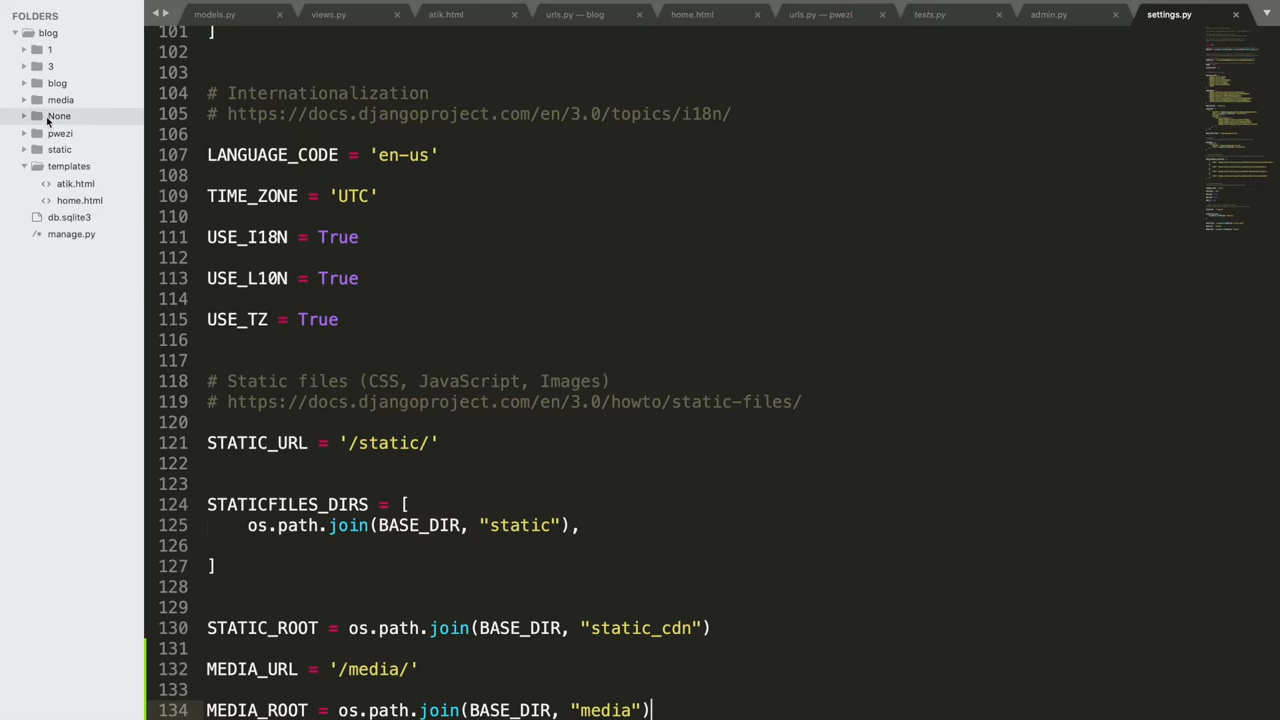 FOLDERS
blog
1
3
blog
media
None
pwezi
static
templates
<> atik.html
<> home.html
db.sqlite3
/* manage.py
models.py × views.py × atik.html × urls.py — blog × home.html × urls.py — pwezi × tests.py × admin.py × settings.py ×
101 ]
102
103
104 # Internationalization
105 # https://docs.djangoproject.com/en/3.0/topics/i18n/
106
107 LANGUAGE_CODE = 'en-us'
108
109 TIME_ZONE = 'UTC'
110
111 USE_I18N = True
112
113 USE_L10N = True
114
115 USE_TZ = True
116
117
118 # Static files (CSS, JavaScript, Images)
119 # https://docs.djangoproject.com/en/3.0/howto/static-files/
120
121 STATIC_URL = '/static/'
122
123
124 STATICFILES_DIRS = [
125 os.path.join(BASE_DIR, "static"),
126
127 ]
128
129
130 STATIC_ROOT = os.path.join(BASE_DIR, "static_cdn")
131
132 MEDIA_URL = '/media/'
133
134 MEDIA_ROOT = os.path.join(BASE_DIR, "media")